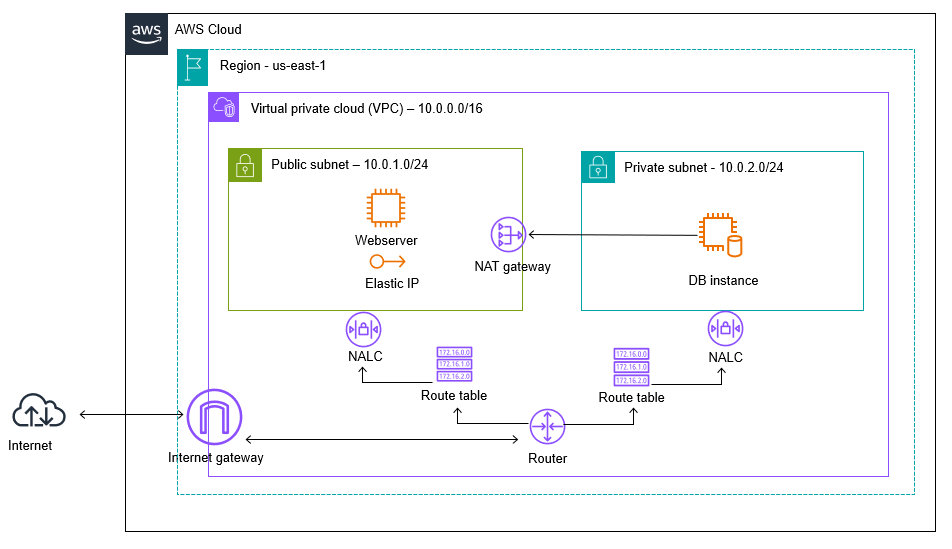 aws
AWS Cloud
Region - us-east-1
Virtual private cloud (VPC) – 10.0.0.0/16
Public subnet – 10.0.1.0/24
Private subnet - 10.0.2.0/24
Webserver
Elastic IP
NAT gateway
DB instance
NALC
NALC
172.16.0.0
172.16.1.0
172.16.2.0
Route table
172.16.0.0
172.16.1.0
172.16.2.0
Route table
Internet
Internet gateway
Router